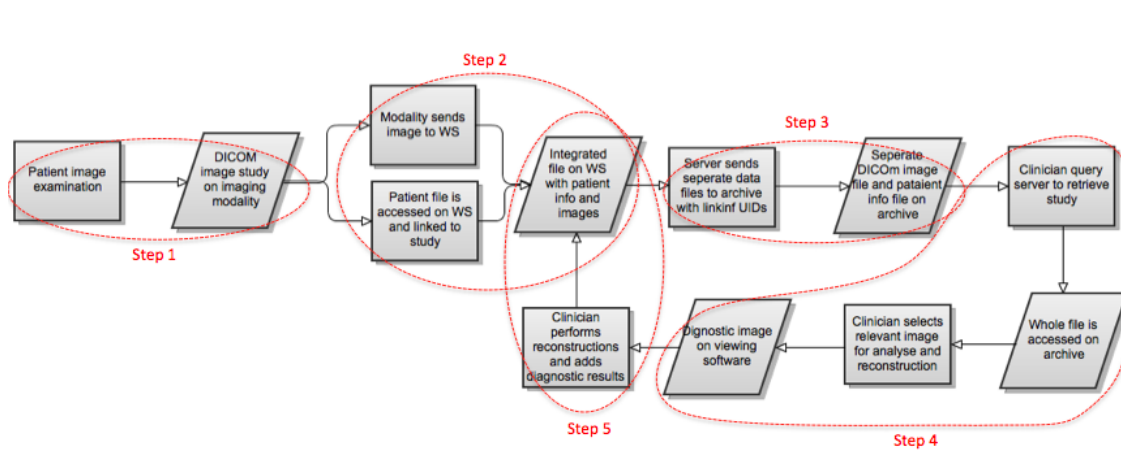 Step 2
Step 3
Step 1
Step 5
Step 4
Patient image
examination
DICOM
image study
on imaging
modality
Modality sends
image to WS
Patient file is
accessed on WS
and linked to
study
Integrated
file on WS
with patient
info and
images
Server sends
seperate data
files to archive
with linkinf UIDs
Seperate
DICOm image
file and pataient
info file on
archive
Clinician query
server to retrieve
study
Whole file is
accessed on
archive
Clinician selects
relevant image
for analyse and
reconstruction
Dignostic image
on viewing
software
Clinician
performs
reconstructions
and adds
diagnostic results